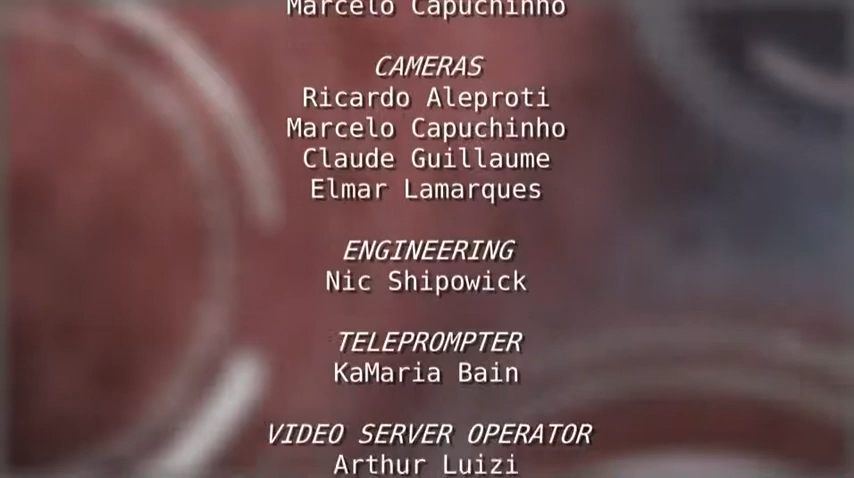 Marcelo Capuchinho
CAMERAS
Ricardo Aleproti
Marcelo Capuchinho
Claude Guillaume
Elmar Lamarques
ENGINEERING
Nic Shipowick
TELEPROMPTER
KaMaria Bain
VIDEO SERVER OPERATOR
Arthur Luizi